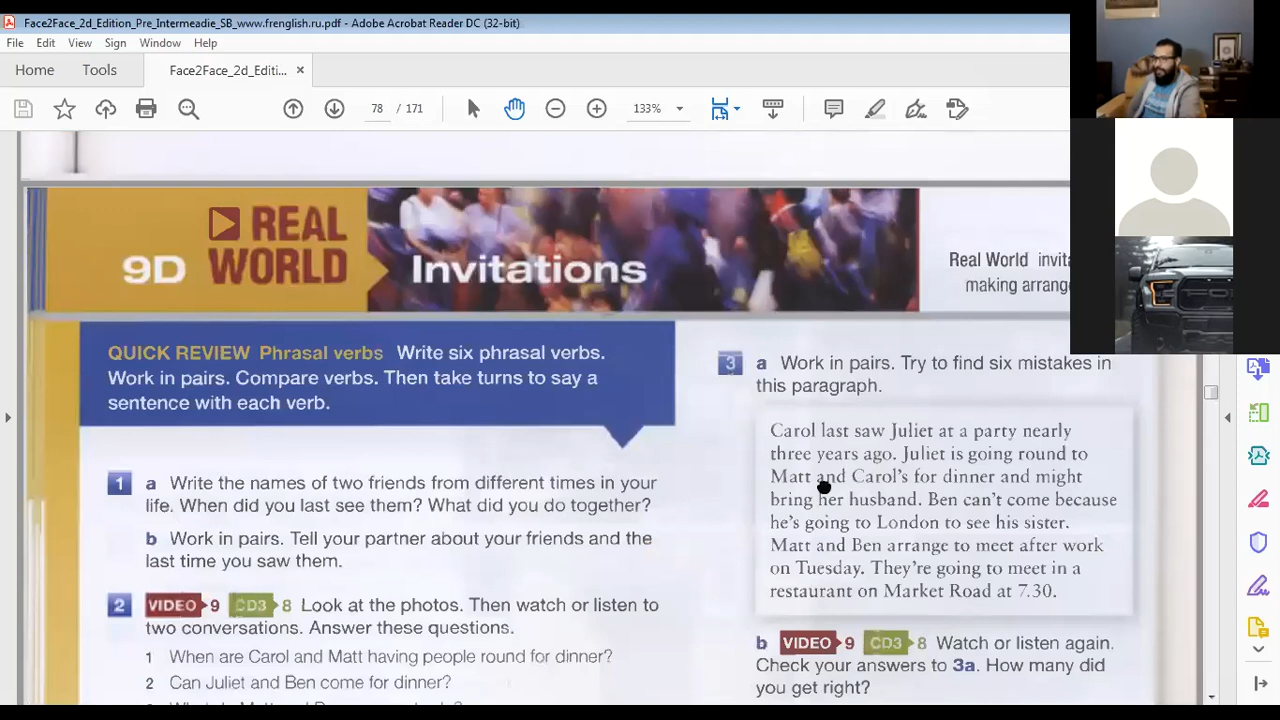 Face2Face_2d_Edition_Pre_Intermeadie_SB_www.frenglish.ru.pdf - Adobe Acrobat Reader DC (32-bit)
File Edit View Sign Window Help
Home Tools Face2Face_2d_Editi... ×
78 / 171 133%
9D REAL WORLD Invitations
Real World invita
making arrange
QUICK REVIEW Phrasal verbs Write six phrasal verbs.
Work in pairs. Compare verbs. Then take turns to say a
sentence with each verb.
1 a Write the names of two friends from different times in your
life. When did you last see them? What did you do together?
b Work in pairs. Tell your partner about your friends and the
last time you saw them.
2 VIDEO 9 CD3 8 Look at the photos. Then watch or listen to
two conversations. Answer these questions.
1 When are Carol and Matt having people round for dinner?
2 Can Juliet and Ben come for dinner?
3 a Work in pairs. Try to find six mistakes in
this paragraph.
Carol last saw Juliet at a party nearly
three years ago. Juliet is going round to
Matt and Carol's for dinner and might
bring her husband. Ben can't come because
he's going to London to see his sister.
Matt and Ben arrange to meet after work
on Tuesday. They're going to meet in a
restaurant on Market Road at 7.30.
b VIDEO 9 CD3 8 Watch or listen again.
Check your answers to 3a. How many did
you get right?